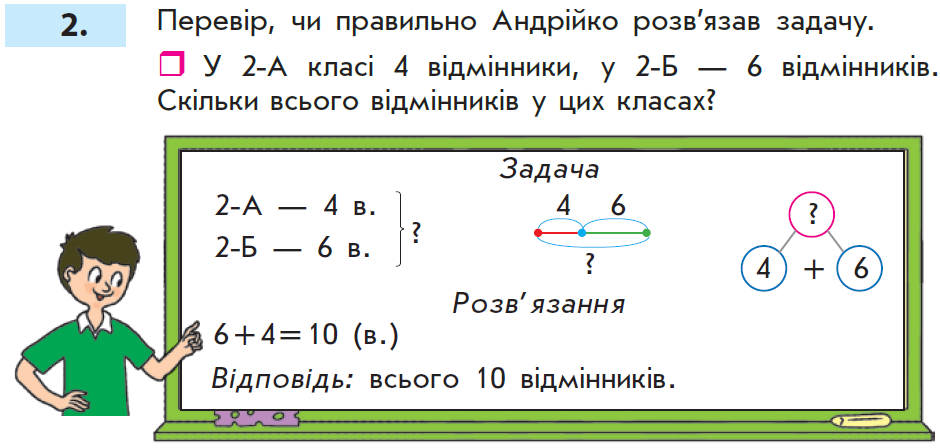 2. Перевір, чи правильно Андрійко розв'язав задачу.
У 2-А класі 4 відмінники, у 2-Б — 6 відмінників.
Скільки всього відмінників у цих класах?
Задача
2-А — 4 в.
2-Б — 6 в.
?
4 6
?
?
4 + 6
Розв'язання
6+4=10 (в.)
Відповідь: всього 10 відмінників.